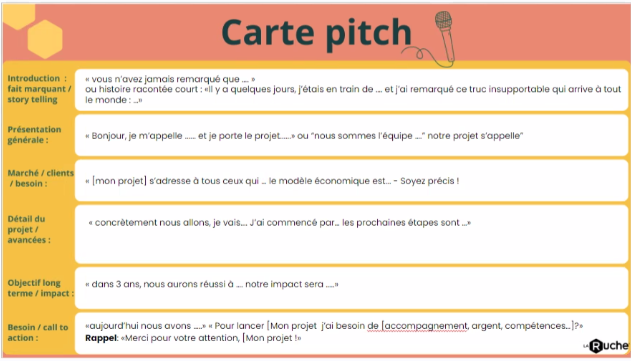 Carte pitch
Introduction :
fait marquant /
story telling
« vous n'avez jamais remarqué que .... »
ou histoire racontée court : «Il y a quelques jours, j'étais en train de ... et j'ai remarqué ce truc insupportable qui arrive à tout
le monde : ...»
Présentation
générale :
« Bonjour, je m'appelle ...... et je porte le projet......» ou "nous sommes l'équipe ...." notre projet s'appelle"
Marché / clients
/ besoin :
« [mon projet] s'adresse à tous ceux qui ... le modèle économique est... - Soyez précis !
Détail du
projet /
avancées :
« concrètement nous allons, je vais.... J'ai commencé par... les prochaines étapes sont ...»
Objectif long
terme / impact :
« dans 3 ans, nous aurons réussi à .... notre impact sera .....»
Besoin / call to
action :
«aujourd'hui nous avons .....» « Pour lancer [Mon projet j'ai besoin de [accompagnement, argent, compétences...]?»
Rappel: «Merci pour votre attention, [Mon projet !»
LA Ruche